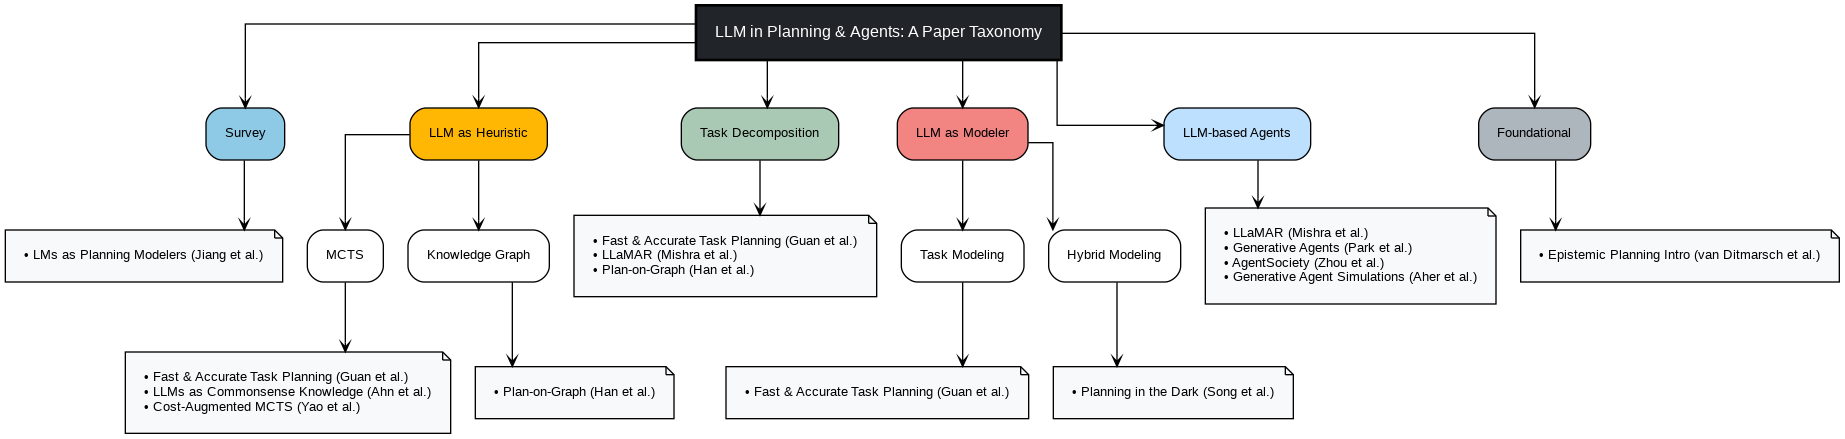 LLM in Planning & Agents: A Paper Taxonomy
Survey
LLM as Heuristic
Task Decomposition
LLM as Modeler
LLM-based Agents
Foundational
• LMs as Planning Modelers (Jiang et al.)
MCTS
Knowledge Graph
• Fast & Accurate Task Planning (Guan et al.)
• LLaMAR (Mishra et al.)
• Plan-on-Graph (Han et al.)
Task Modeling
Hybrid Modeling
• LLaMAR (Mishra et al.)
• Generative Agents (Park et al.)
• AgentSociety (Zhou et al.)
• Generative Agent Simulations (Aher et al.)
• Epistemic Planning Intro (van Ditmarsch et al.)
• Fast & Accurate Task Planning (Guan et al.)
• LLMs as Commonsense Knowledge (Ahn et al.)
• Cost-Augmented MCTS (Yao et al.)
• Plan-on-Graph (Han et al.)
• Fast & Accurate Task Planning (Guan et al.)
• Planning in the Dark (Song et al.)